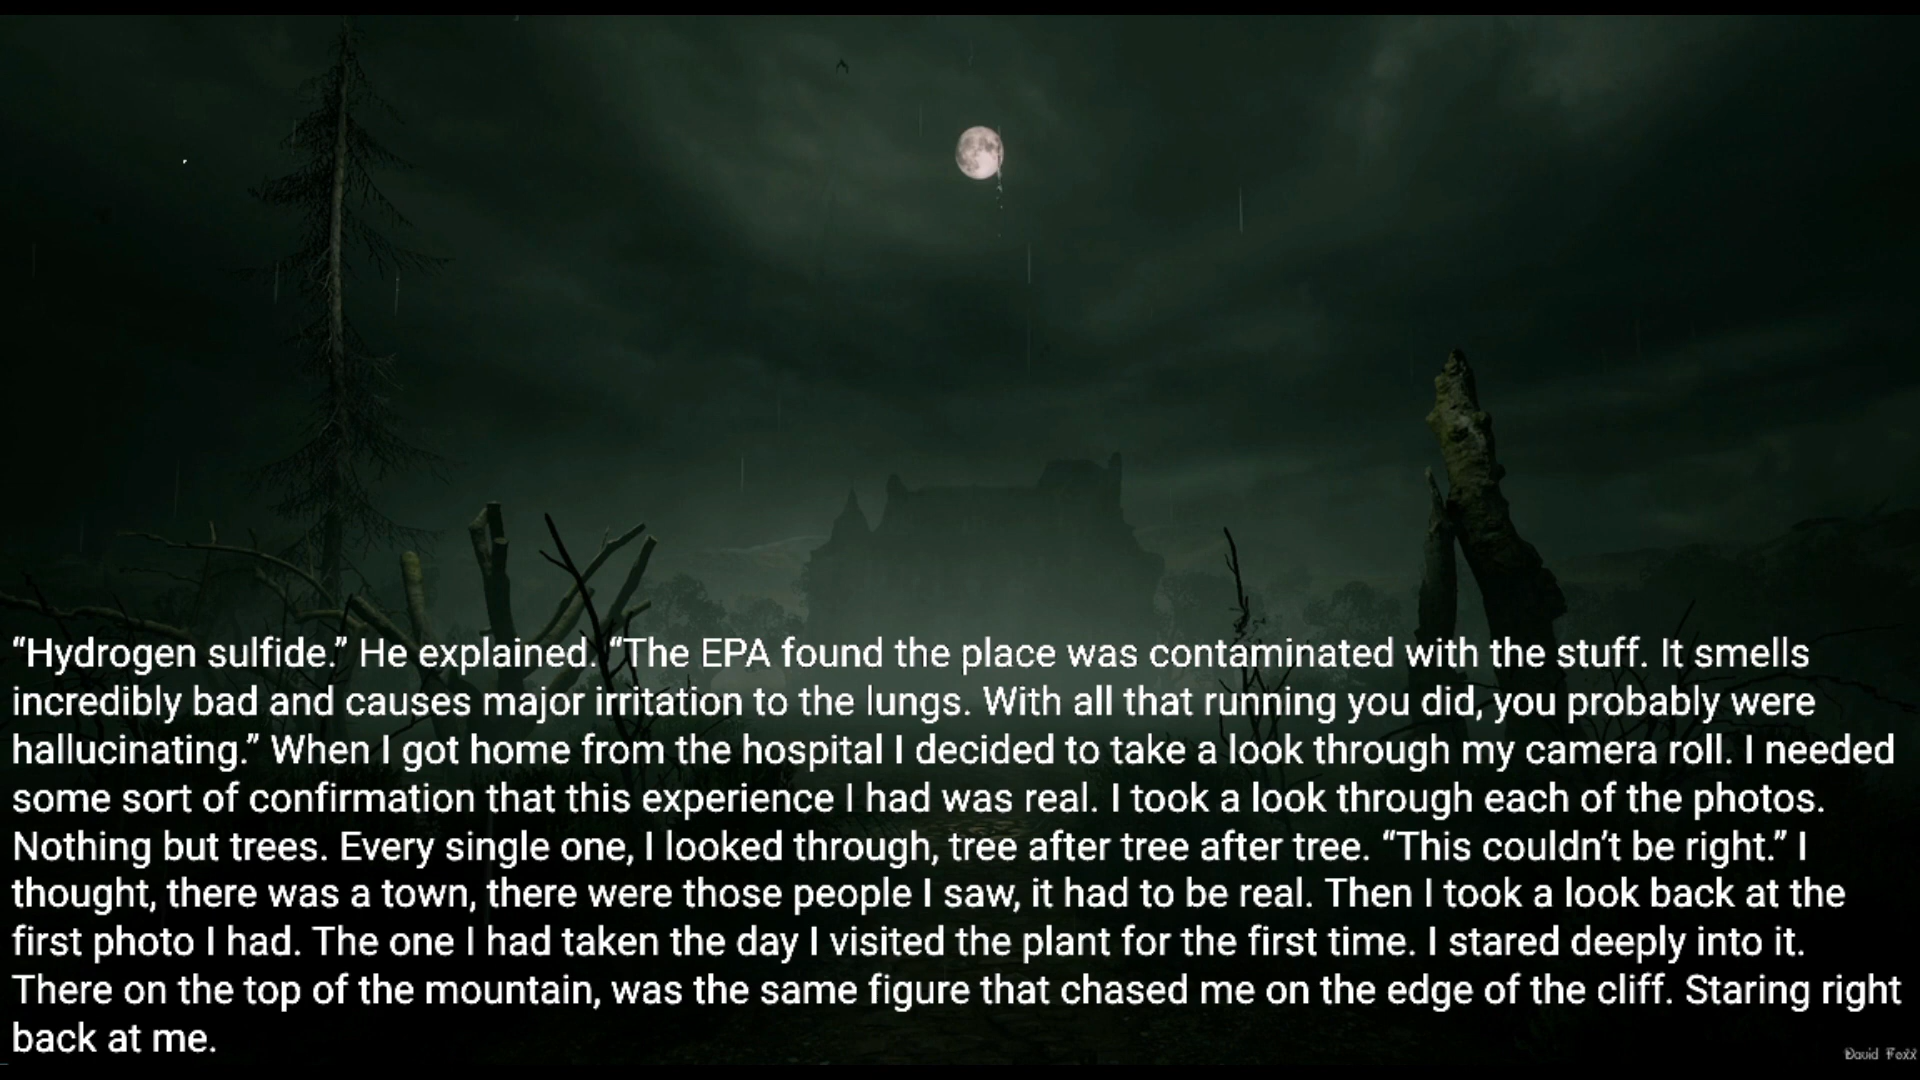 “Hydrogen sulfide.” He explained. “The EPA found the place was contaminated with the stuff. It smells
incredibly bad and causes major irritation to the lungs. With all that running you did, you probably were
hallucinating.” When I got home from the hospital I decided to take a look through my camera roll. I needed
some sort of confirmation that this experience I had was real. I took a look through each of the photos.
Nothing but trees. Every single one, I looked through, tree after tree after tree. “This couldn’t be right.” I
thought, there was a town, there were those people I saw, it had to be real. Then I took a look back at the
first photo I had. The one I had taken the day I visited the plant for the first time. I stared deeply into it.
There on the top of the mountain, was the same figure that chased me on the edge of the cliff. Staring right
back at me.
David Foxx